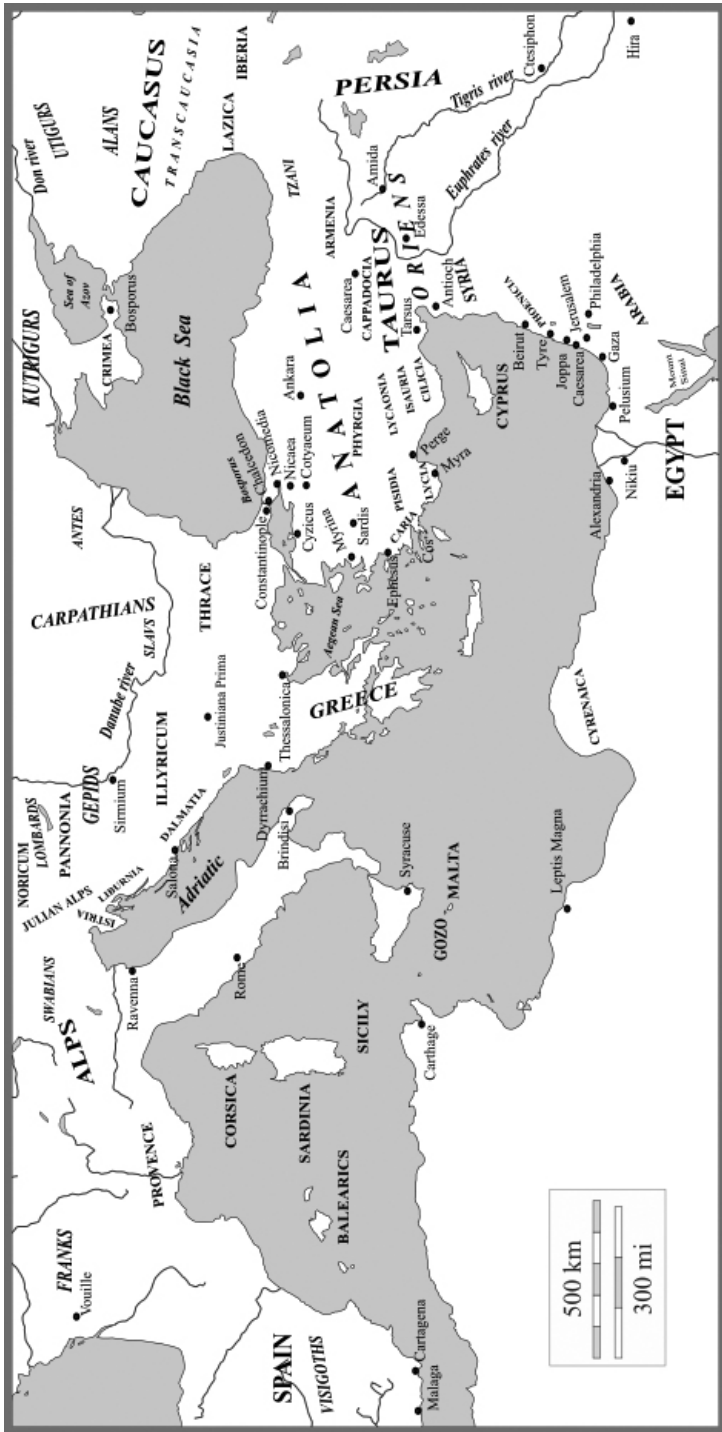 FRANKS
Vouille
SPAIN
VISIGOTHS
Malaga
Cartagena
PROVENCE
ALPS
SWABIANS
CORSICA
SARDINIA
BALEARICS
SICILY
Ravenna
Rome
Carthage
NORICUM
LOMBARDS
PANNONIA
JULIAN ALPS
ISTRIA
LIBURNIA
GEPIDS
Sirmium
DALMATIA
Salona
Adriatic
ILLYRICUM
Dyrrachium
Brindisi
Syracuse
GOZO
MALTA
Leptis Magna
CARPATHIANS
Danube river
SLAVS
ANTES
Justiniana Prima
THRACE
Thessalonica
GREECE
Aegean Sea
CYRENAICA
KUTRIGURS
Don river
UTIGURS
Sea of
Azov
Bosporus
CRIMEA
ALANS
CAUCASUS
TRANSCAUCASIA
LAZICA
IBERIA
Black Sea
TZANI
Bosporus
Chalcedon
Constantinople
Nicomedia
Nicaea
Cotyaeum
Cyzicus
Ankara
ANATOLIA
PHYRGIA
Myrina
Sardis
Ephesus
CARIA
Cos
PISIDIA
LYCIA
Perge
Myra
LYCAONIA
ISAURIA
CILICIA
Caesarea
CAPPADOCIA
ARMENIA
TAURUS
Tarsus
ORIENS
Amida
Edessa
PERSIA
Tigris river
Euphrates river
Ctesiphon
Hira
Antioch
SYRIA
CYPRUS
PHOENICIA
Beirut
Tyre
Joppa
Caesarea
Jerusalem
Philadelphia
ARABIA
Gaza
Pelusium
Mount
Sinai
EGYPT
Alexandria
Nikiu
500 km
300 mi